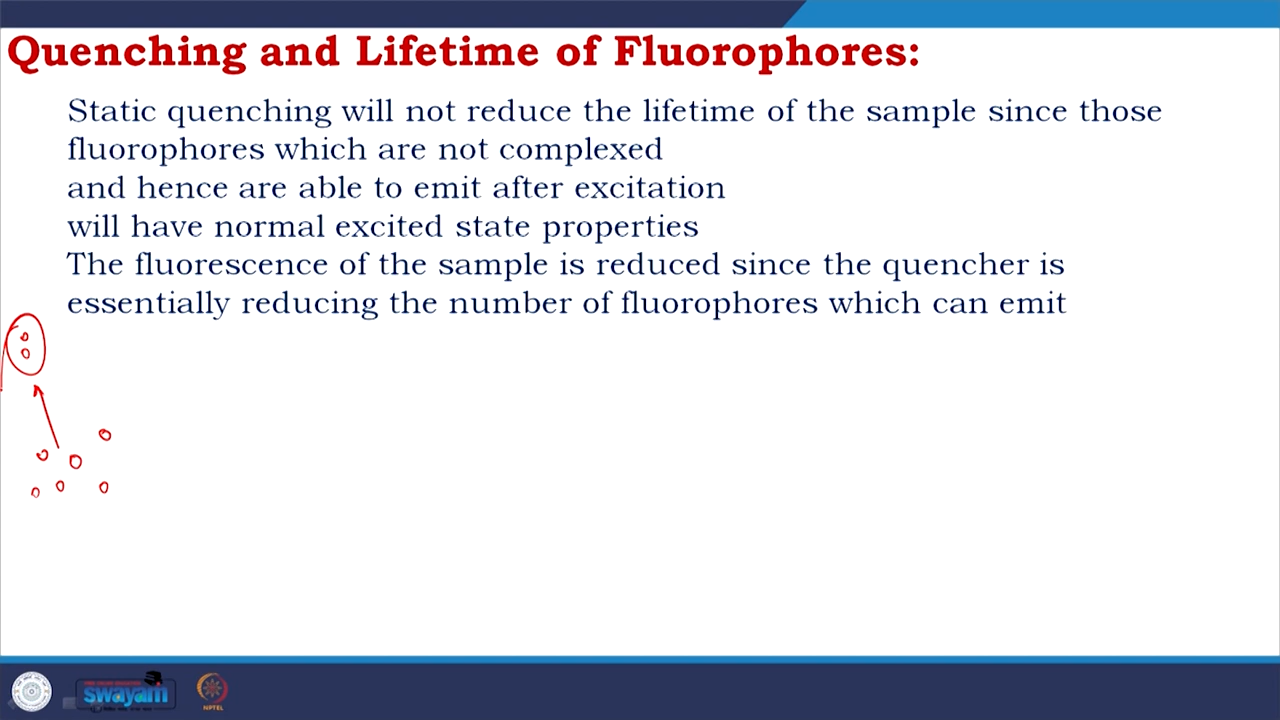 Quenching and Lifetime of Fluorophores:
Static quenching will not reduce the lifetime of the sample since those
fluorophores which are not complexed
and hence are able to emit after excitation
will have normal excited state properties
The fluorescence of the sample is reduced since the quencher is
essentially reducing the number of fluorophores which can emit
swayam
NPTEL